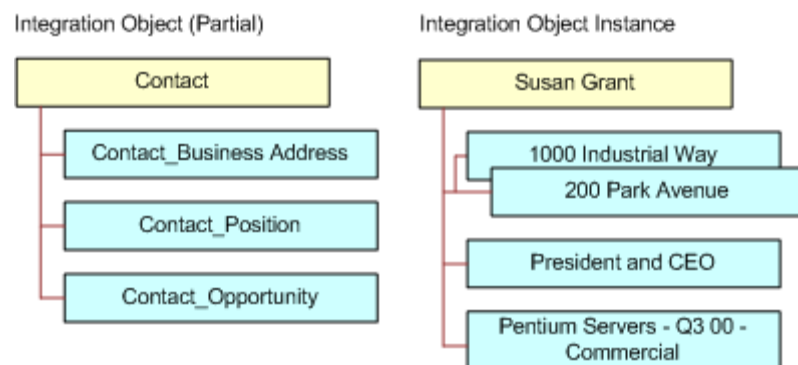 Integration Object (Partial)
Contact
Contact_Business Address
Contact_Position
Contact_Opportunity
Integration Object Instance
Susan Grant
1000 Industrial Way
200 Park Avenue
President and CEO
Pentium Servers - Q3 00 -
Commercial